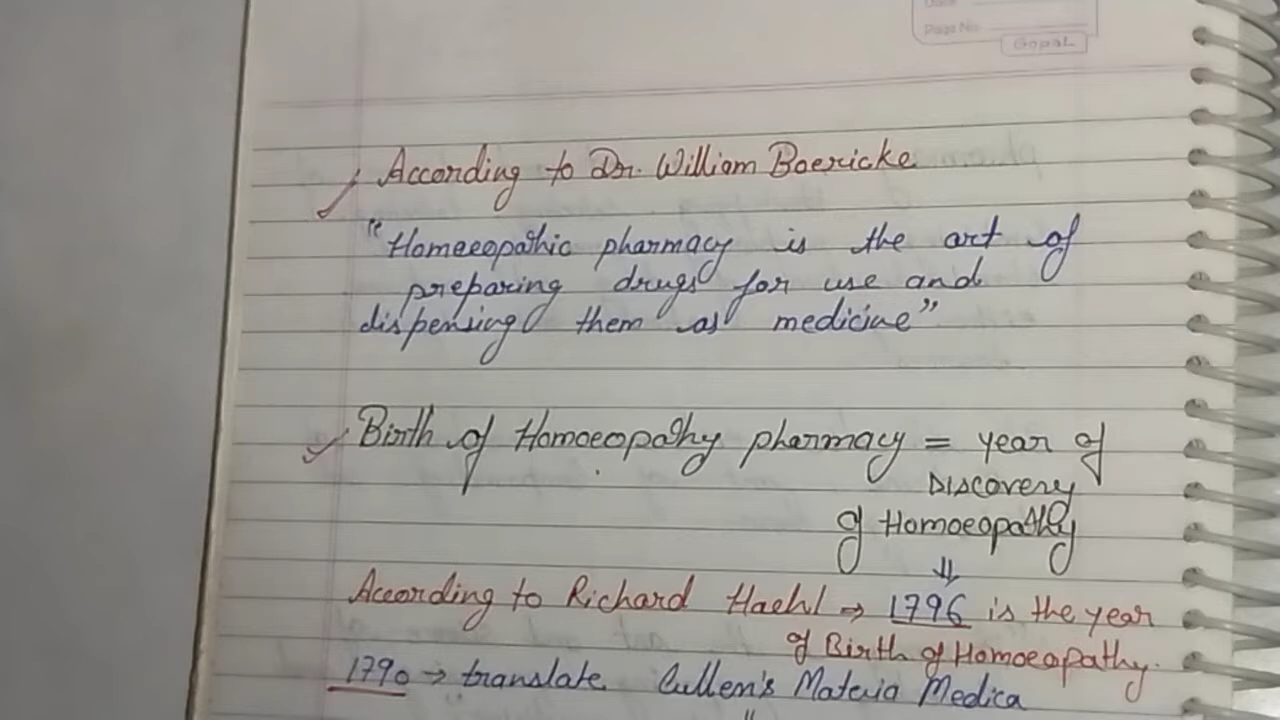 Page No.
Gopal
According to Dr. William Boericke
"Homoeopathic pharmacy is the art of
preparing drugs for use and
dispensing them as medicine"
Birth of Homoeopathy pharmacy = year of
DISCOVERY
of Homoeopathy
⇓
According to Richard Haehl → 1796 is the year
of Birth of Homoeopathy.
1790 → translate Cullen's Materia Medica